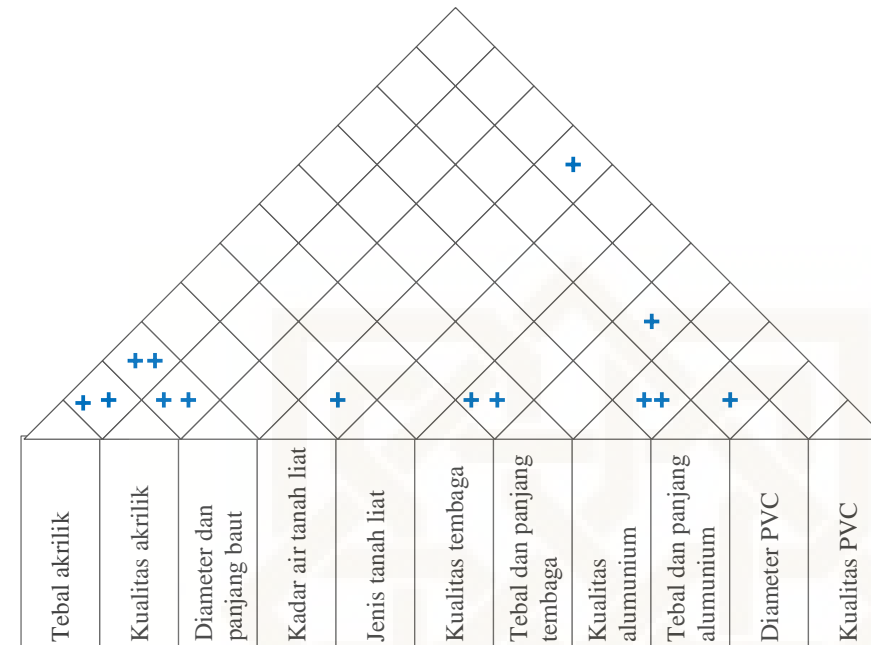 +
+
++
++
++
+
++
++
+
Tebal akrilik
Kualitas akrilik
Diameter dan
panjang baut
Kadar air tanah liat
Jenis tanah liat
Kualitas tembaga
Tebal dan panjang
tembaga
Kualitas
alumunium
Tebal dan panjang
alumunium
Diameter PVC
Kualitas PVC